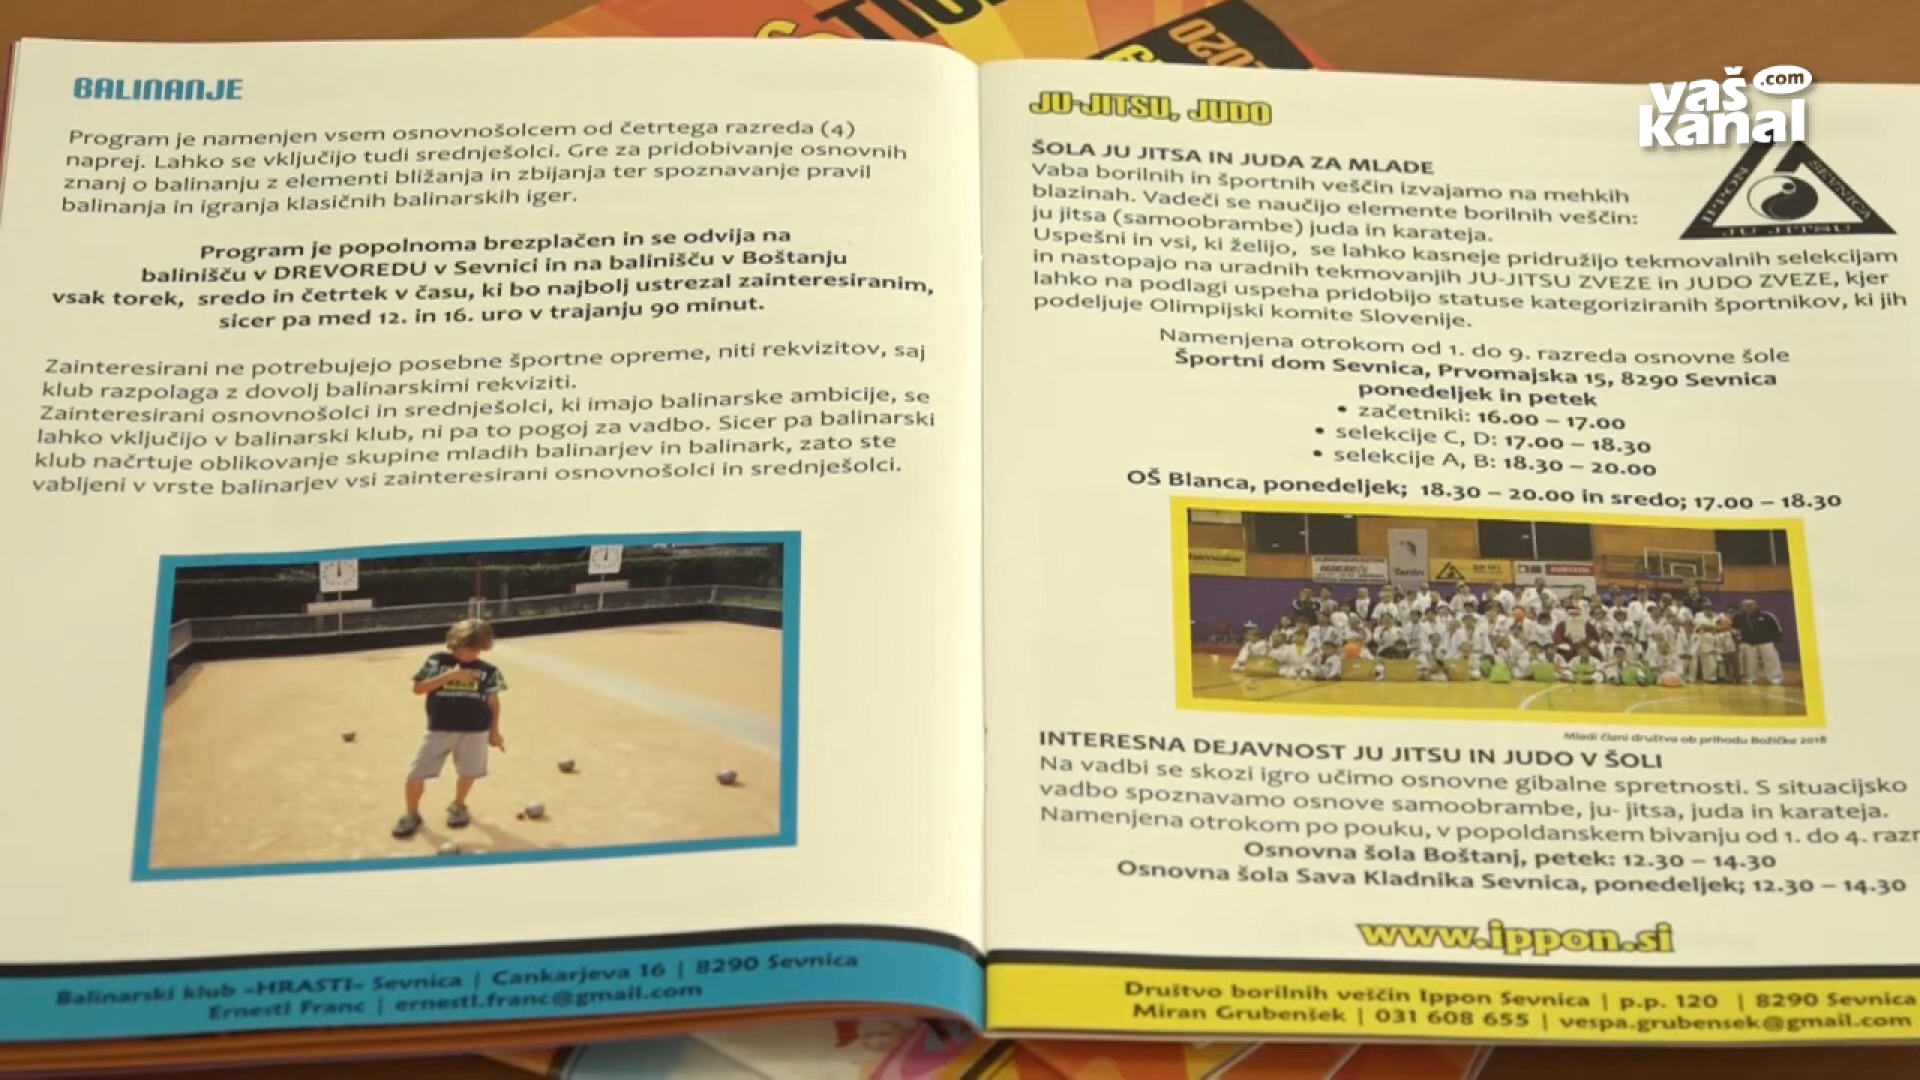 2020
vaš
kanal
.com
BALINANJE
Program je namenjen vsem osnovnošolcem od četrtega razreda (4)
naprej. Lahko se vključijo tudi srednješolci. Gre za pridobivanje osnovnih
znanj o balinanju z elementi bližanja in zbijanja ter spoznavanje pravil
balinanja in igranja klasičnih balinarskih iger.
Program je popolnoma brezplačen in se odvija na
balinišču v DREVOREDU v Sevnici in na balinišču v Boštanju
vsak torek, sredo in četrtek v času, ki bo najbolj ustrezal zainteresiranim,
sicer pa med 12. in 16. uro v trajanju 90 minut.
Zainteresirani ne potrebujejo posebne športne opreme, niti rekvizitov, saj
klub razpolaga z dovolj balinarskimi rekviziti.
Zainteresirani osnovnošolci in srednješolci, ki imajo balinarske ambicije, se
lahko vključijo v balinarski klub, ni pa to pogoj za vadbo. Sicer pa balinarski
klub načrtuje oblikovanje skupine mladih balinarjev in balinark, zato ste
vabljeni v vrste balinarjev vsi zainteresirani osnovnošolci in srednješolci.
Balinarski klub »HRASTI« Sevnica | Cankarjeva 16 | 8290 Sevnica
Ernestl Franc | ernestl.franc@gmail.com
JU-JITSU, JUDO
ŠOLA JU JITSA IN JUDA ZA MLADE
Vaba borilnih in športnih veščin izvajamo na mehkih
blazinah. Vadeči se naučijo elemente borilnih veščin:
ju jitsa (samoobrambe) juda in karateja.
Uspešni in vsi, ki želijo, se lahko kasneje pridružijo tekmovalnih selekcijam
in nastopajo na uradnih tekmovanjih JU-JITSU ZVEZE in JUDO ZVEZE, kjer
lahko na podlagi uspeha pridobijo statuse kategoriziranih športnikov, ki jih
podeljuje Olimpijski komite Slovenije.
IPPON SEVNICA
JU JITSU
Namenjena otrokom od 1. do 9. razreda osnovne šole
Športni dom Sevnica, Prvomajska 15, 8290 Sevnica
ponedeljek in petek
• začetniki: 16.00 – 17.00
• selekcije C, D: 17.00 – 18.30
• selekcije A, B: 18.30 – 20.00
OŠ Blanca, ponedeljek; 18.30 – 20.00 in sredo; 17.00 – 18.30
Mladi člani društva ob prihodu Božička 2018
INTERESNA DEJAVNOST JU JITSU IN JUDO V ŠOLI
Na vadbi se skozi igro učimo osnovne gibalne spretnosti. S situacijsko
vadbo spoznavamo osnove samoobrambe, ju- jitsa, juda in karateja.
Namenjena otrokom po pouku, v popoldanskem bivanju od 1. do 4. razr
Osnovna šola Boštanj, petek: 12.30 – 14.30
Osnovna šola Sava Kladnika Sevnica, ponedeljek; 12.30 – 14.30
www.ippon.si
Društvo borilnih veščin Ippon Sevnica | p.p. 120 | 8290 Sevnica
Miran Grubenšek | 031 608 655 | vespa.grubensek@gmail.com